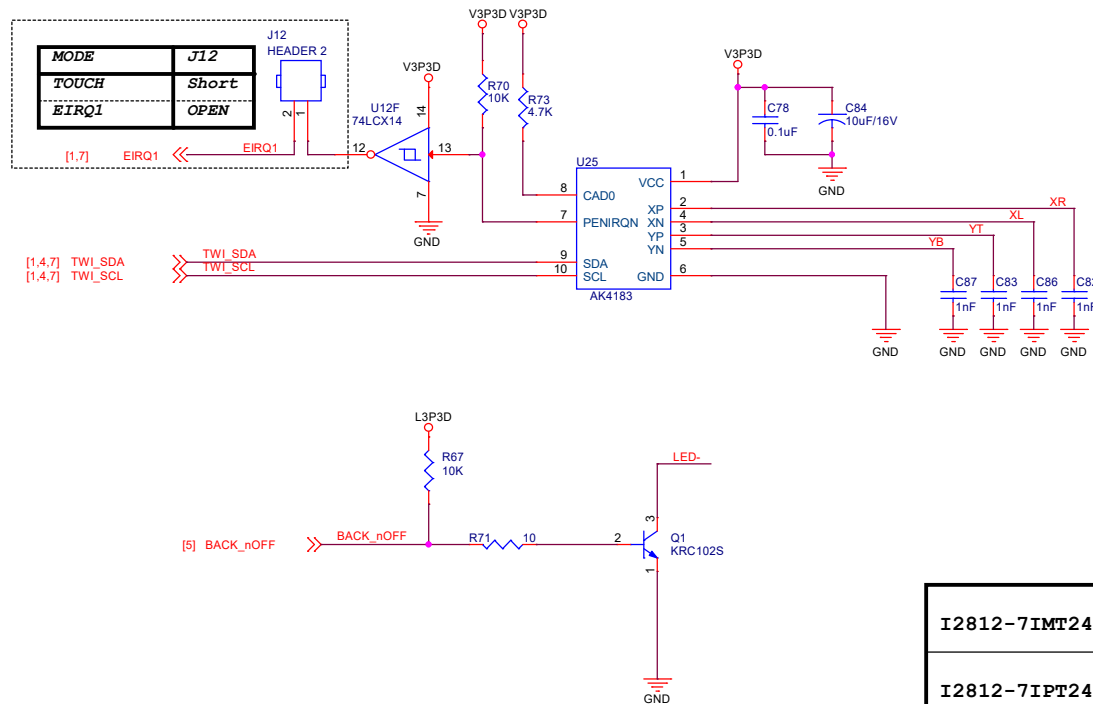 V3P3D V3P3D
J12
HEADER 2
MODE J12
TOUCH Short
EIRQ1 OPEN
2 1
V3P3D
14
U12F
74LCX14
R70
10K
R73
4.7K
V3P3D
C78
0.1uF
C84
10uF/16V
GND
[1,7] EIRQ1
EIRQ1
12 13
7
GND
U25
8 CAD0
7 PENIRQN
9 SDA
10 SCL
VCC 1
XP 2
XN 4
YP 3
YN 5
GND 6
AK4183
XR
XL
YT
YB
[1,4,7] TWI_SDA
TWI_SDA
[1,4,7] TWI_SCL
TWI_SCL
C87
1nF
C83
1nF
C86
1nF
1nF
GND GND GND GND GND
L3P3D
R67
10K
LED-
[5] BACK_nOFF
BACK_nOFF
R71 10
2
3
1
Q1
KRC102S
GND
I2812-7IMT24
I2812-7IPT24